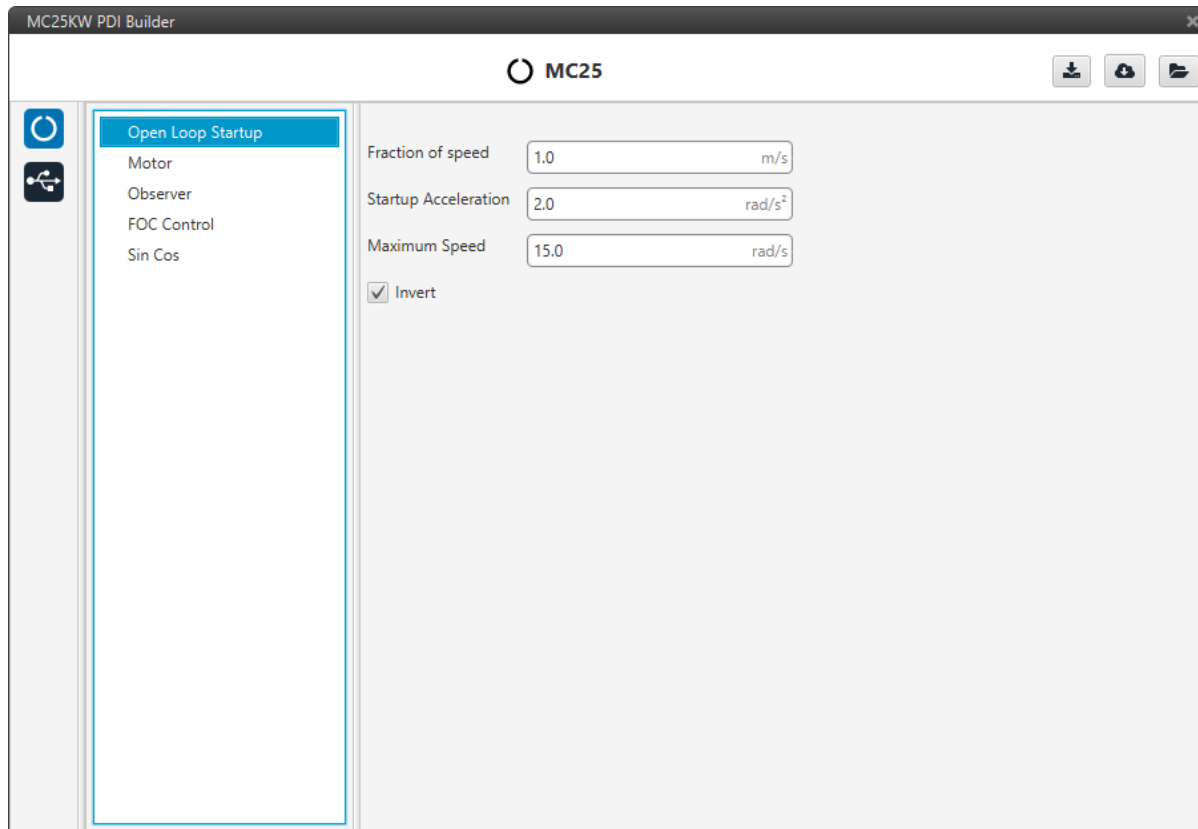 MC25KW PDI Builder
MC25
Open Loop Startup
Motor
Observer
FOC Control
Sin Cos
Fraction of speed 1.0 m/s
Startup Acceleration 2.0 rad/s²
Maximum Speed 15.0 rad/s
Invert